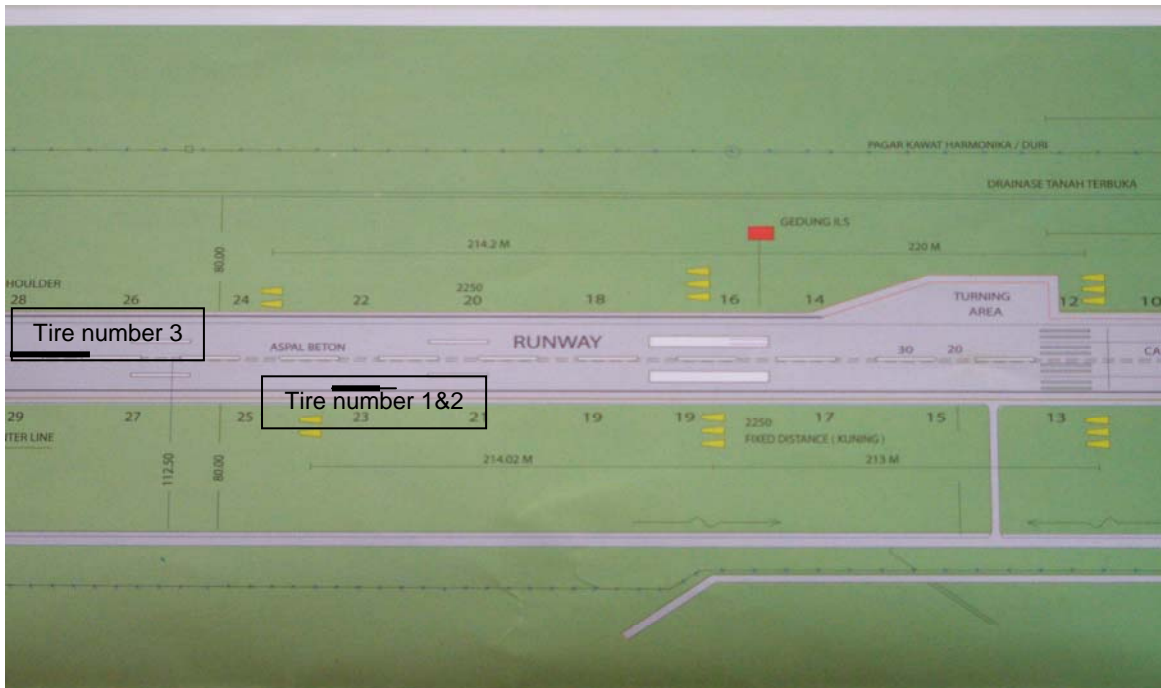 PAGAR KAWAT HARMONIKA / DURI
DRAINASE TANAH TERBUKA
GEDUNG ILS
214.2 M
220 M
80.00
HOULDER
2250
28
26
24
22
20
18
16
14
12
10
TURNING
AREA
Tire number 3
ASPAL BETON
RUNWAY
30
20
CA
Tire number 1&2
29
27
25
23
21
19
19
17
15
13
2250
FIXED DISTANCE ( KUNING )
ITER LINE
214.02 M
213 M
112.50
80.00